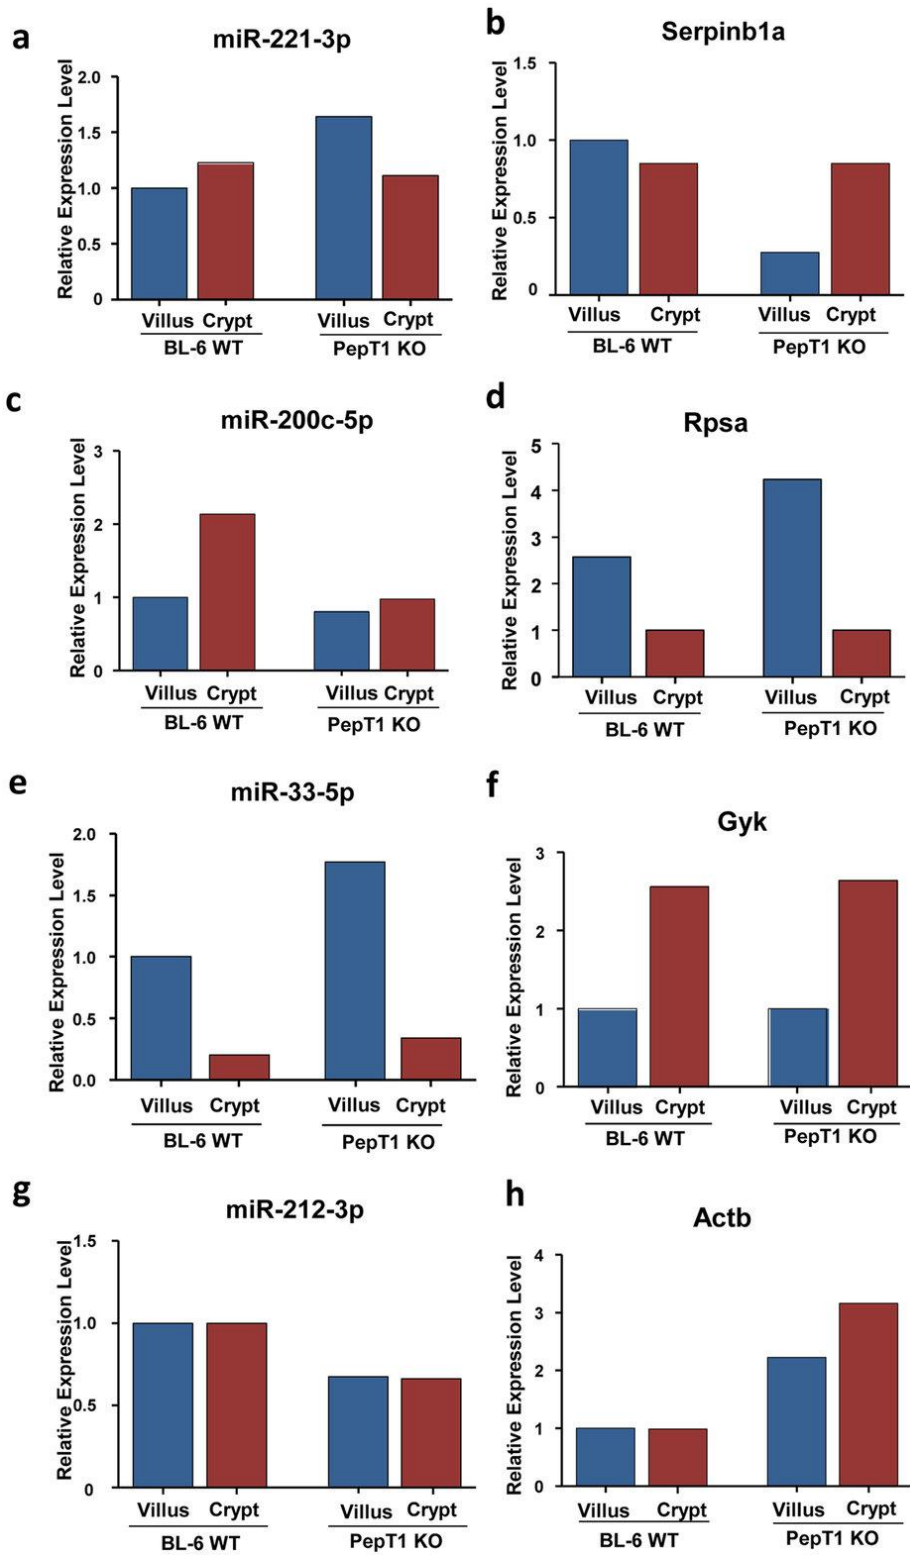 a
miR-221-3p
Relative Expression Level
2.0
1.5
1.0
0.5
0
Villus Crypt
BL-6 WT
Villus Crypt
PepT1 KO
b
Serpinb1a
Relative Expression Level
1.5
1.0
0.5
0
Villus Crypt
BL-6 WT
Villus Crypt
PepT1 KO
c
miR-200c-5p
Relative Expression Level
3
2
1
0
Villus Crypt
BL-6 WT
Villus Crypt
PepT1 KO
d
Rpsa
Relative Expression Level
5
4
3
2
1
0
Villus Crypt
BL-6 WT
Villus Crypt
PepT1 KO
e
miR-33-5p
Relative Expression Level
2.0
1.5
1.0
0.5
0.0
Villus Crypt
BL-6 WT
Villus Crypt
PepT1 KO
f
Gyk
Relative Expression Level
3
2
1
0
Villus Crypt
BL-6 WT
Villus Crypt
PepT1 KO
g
miR-212-3p
Relative Expression Level
1.5
1.0
0.5
0
Villus Crypt
BL-6 WT
Villus Crypt
PepT1 KO
h
Actb
Relative Expression Level
4
3
2
1
0
Villus Crypt
BL-6 WT
Villus Crypt
PepT1 KO